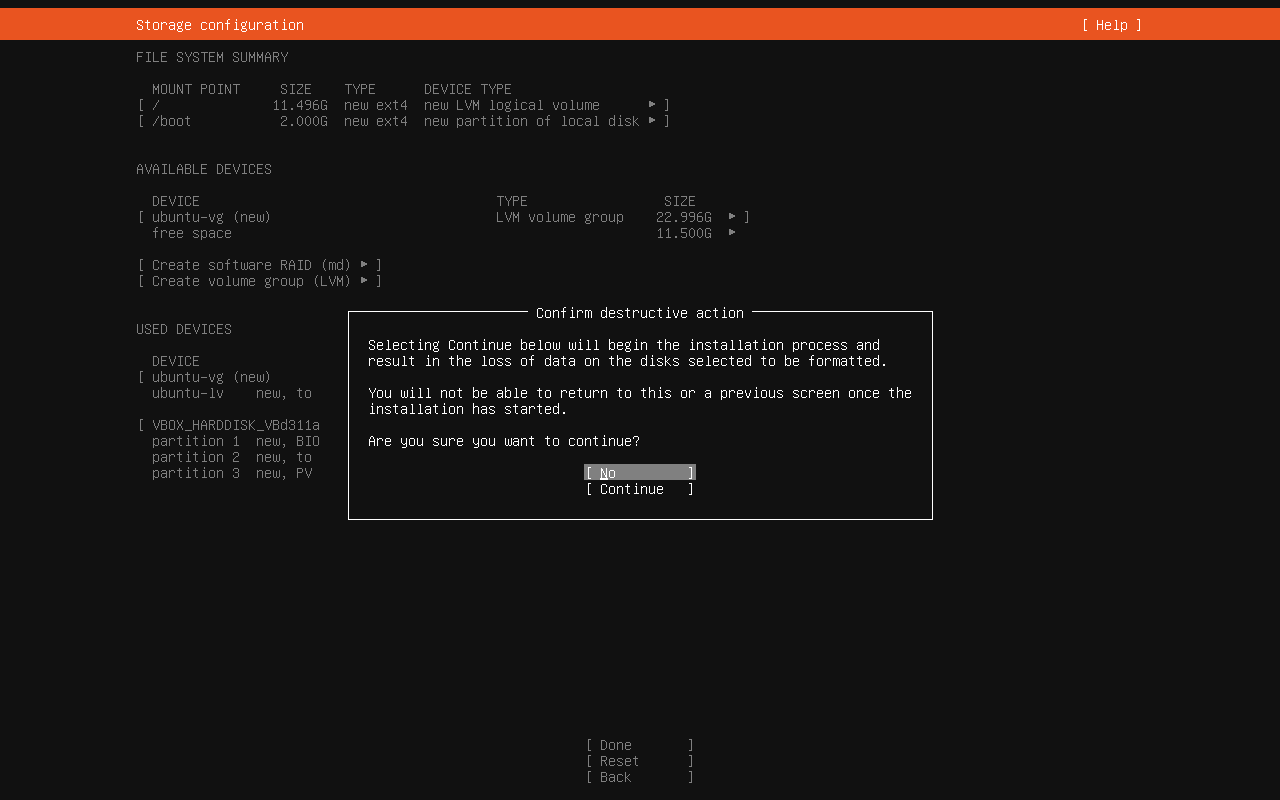 Storage configuration [ Help ]
FILE SYSTEM SUMMARY
MOUNT POINT SIZE TYPE DEVICE TYPE
[ / 11.496G new ext4 new LVM logical volume ▸ ]
[ /boot 2.000G new ext4 new partition of local disk ▸ ]
AVAILABLE DEVICES
DEVICE TYPE SIZE
[ ubuntu-vg (new) LVM volume group 22.996G ▸ ]
free space 11.500G ▸
[ Create software RAID (md) ▸ ]
[ Create volume group (LVM) ▸ ]
USED DEVICES
DEVICE
[ ubuntu-vg (new)
ubuntu-lv new, to
[ VBOX_HARDDISK_VBd311a
partition 1 new, BIO
partition 2 new, to
partition 3 new, PV
Confirm destructive action
Selecting Continue below will begin the installation process and
result in the loss of data on the disks selected to be formatted.
You will not be able to return to this or a previous screen once the
installation has started.
Are you sure you want to continue?
[ No ]
[ Continue ]
[ Done ]
[ Reset ]
[ Back ]